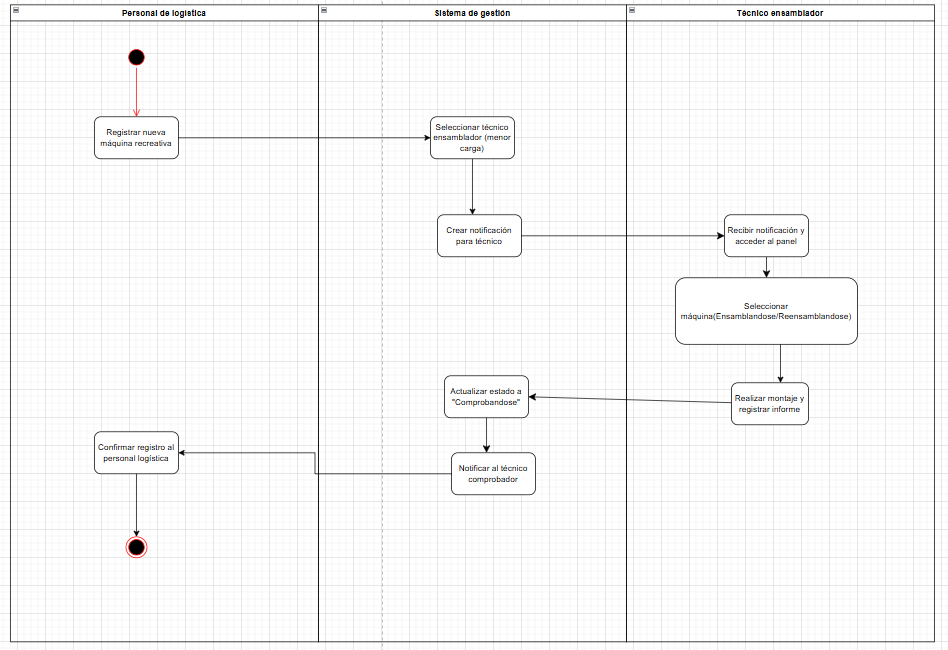 Personal de logística
Sistema de gestión
Técnico ensamblador
Registrar nueva
máquina recreativa
Seleccionar técnico
ensamblador (menor
carga)
Crear notificación
para técnico
Recibir notificación y
acceder al panel
Seleccionar
máquina(Ensamblandose/Reensamblandose)
Realizar montaje y
registrar informe
Actualizar estado a
"Comprobandose"
Notificar al técnico
comprobador
Confirmar registro al
personal logística